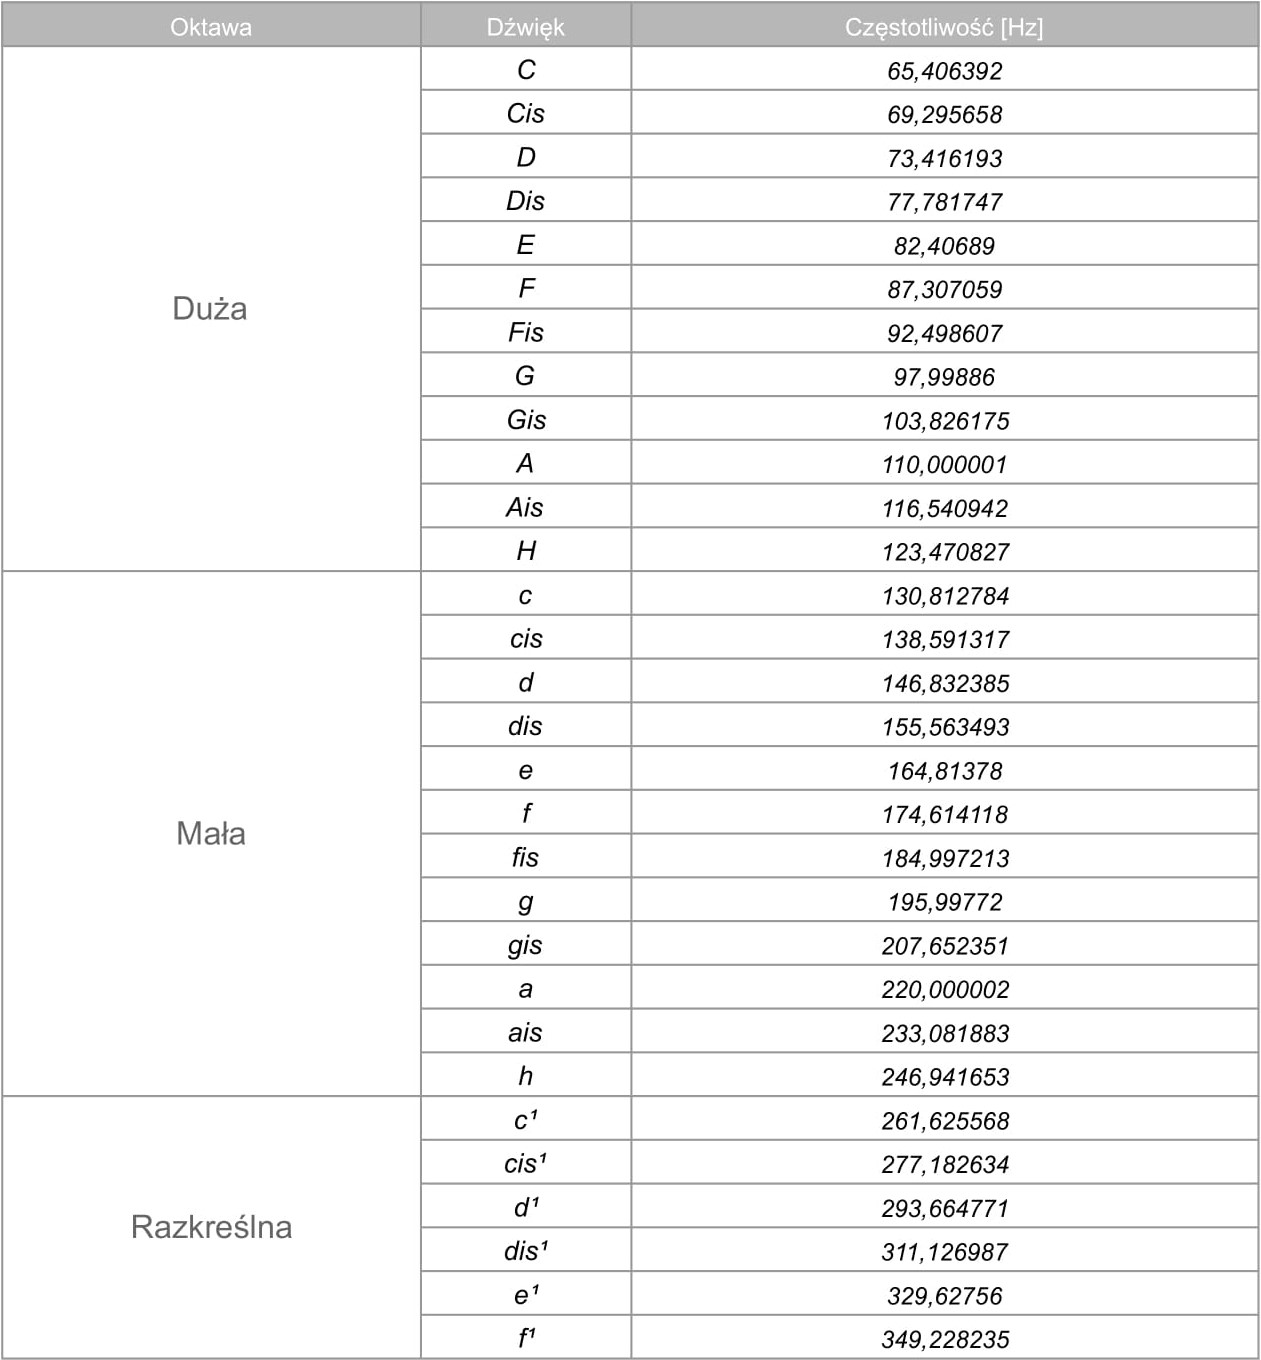 Oktawa Dźwięk Częstotliwość [Hz]
Duża
C 65,406392
Cis 69,295658
D 73,416193
Dis 77,781747
E 82,40689
F 87,307059
Fis 92,498607
G 97,99886
Gis 103,826175
A 110,000001
Ais 116,540942
H 123,470827
Mała
c 130,812784
cis 138,591317
d 146,832385
dis 155,563493
e 164,81378
f 174,614118
fis 184,997213
g 195,99772
gis 207,652351
a 220,000002
ais 233,081883
h 246,941653
Razkreślna
c¹ 261,625568
cis¹ 277,182634
d¹ 293,664771
dis¹ 311,126987
e¹ 329,62756
f¹ 349,228235